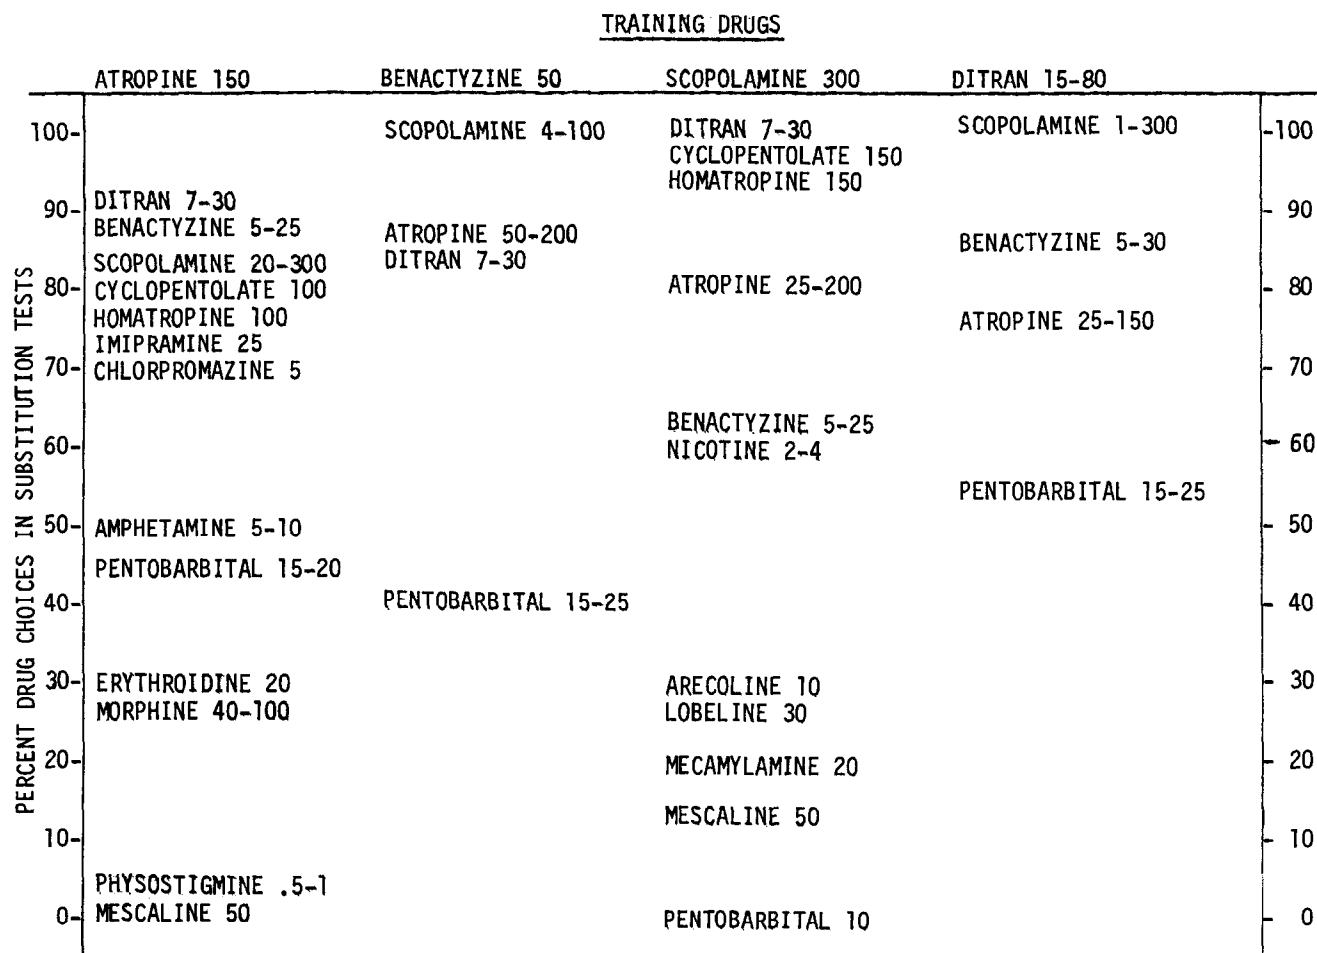 TRAINING DRUGS
ATROPINE 150 BENACTYZINE 50 SCOPOLAMINE 300 DITRAN 15-80
PERCENT DRUG CHOICES IN SUBSTITUTION TESTS
100- SCOPOLAMINE 4-100 DITRAN 7-30 SCOPOLAMINE 1-300 -100
CYCLOPENTOLATE 150
HOMATROPINE 150
DITRAN 7-30
90- - 90
BENACTYZINE 5-25 ATROPINE 50-200 BENACTYZINE 5-30
SCOPOLAMINE 20-300 DITRAN 7-30
80- CYCLOPENTOLATE 100 ATROPINE 25-200 - 80
HOMATROPINE 100 ATROPINE 25-150
IMIPRAMINE 25
70- CHLORPROMAZINE 5 - 70
BENACTYZINE 5-25
60- NICOTINE 2-4 - 60
PENTOBARBITAL 15-25
50- AMPHETAMINE 5-10 - 50
PENTOBARBITAL 15-20
40- PENTOBARBITAL 15-25 - 40
30- ERYTHROIDINE 20 ARECOLINE 10 - 30
MORPHINE 40-100 LOBELINE 30
20- MECAMYLAMINE 20 - 20
MESCALINE 50
10- - 10
PHYSOSTIGMINE .5-1
0- MESCALINE 50 PENTOBARBITAL 10 - 0